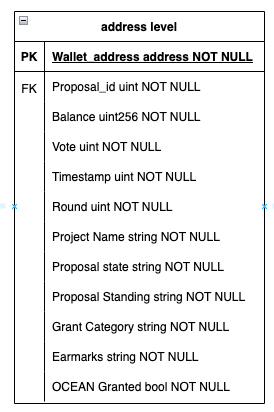 address level
PK Wallet_address address NOT NULL
FK Proposal_id uint NOT NULL
Balance uint256 NOT NULL
Vote uint NOT NULL
Timestamp uint NOT NULL
Round uint NOT NULL
Project Name string NOT NULL
Proposal state string NOT NULL
Proposal Standing string NOT NULL
Grant Category string NOT NULL
Earmarks string NOT NULL
OCEAN Granted bool NOT NULL